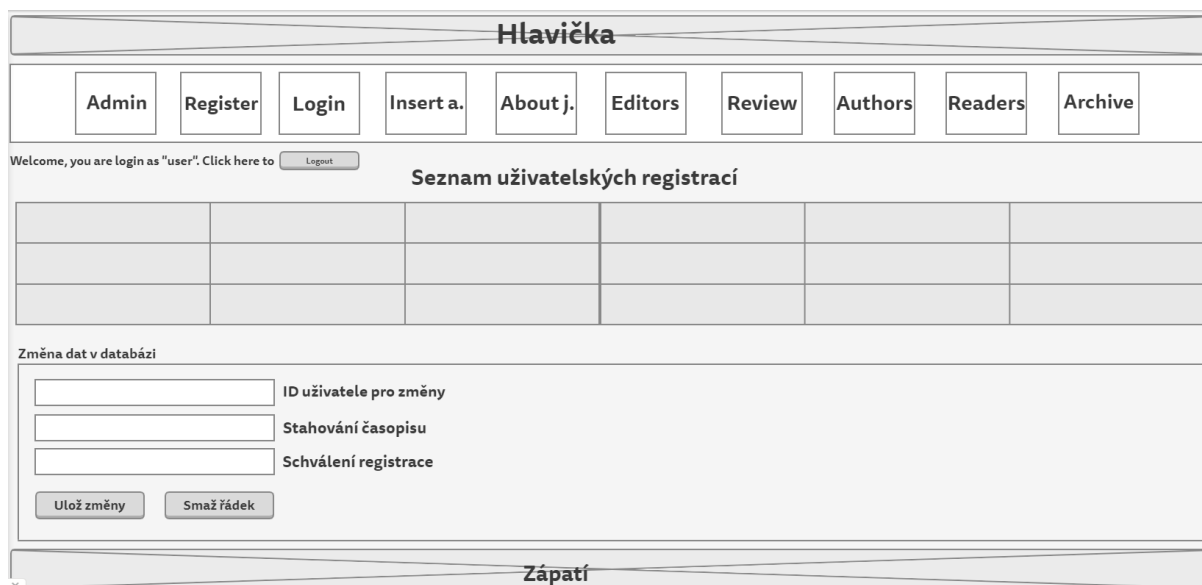 Hlavička
Admin Register Login Insert a. About j. Editors Review Authors Readers Archive
Welcome, you are login as "user". Click here to Logout
Seznam uživatelských registrací
Změna dat v databázi
ID uživatele pro změny
Stahování časopisu
Schválení registrace
Ulož změny Smaž řádek
Zápatí